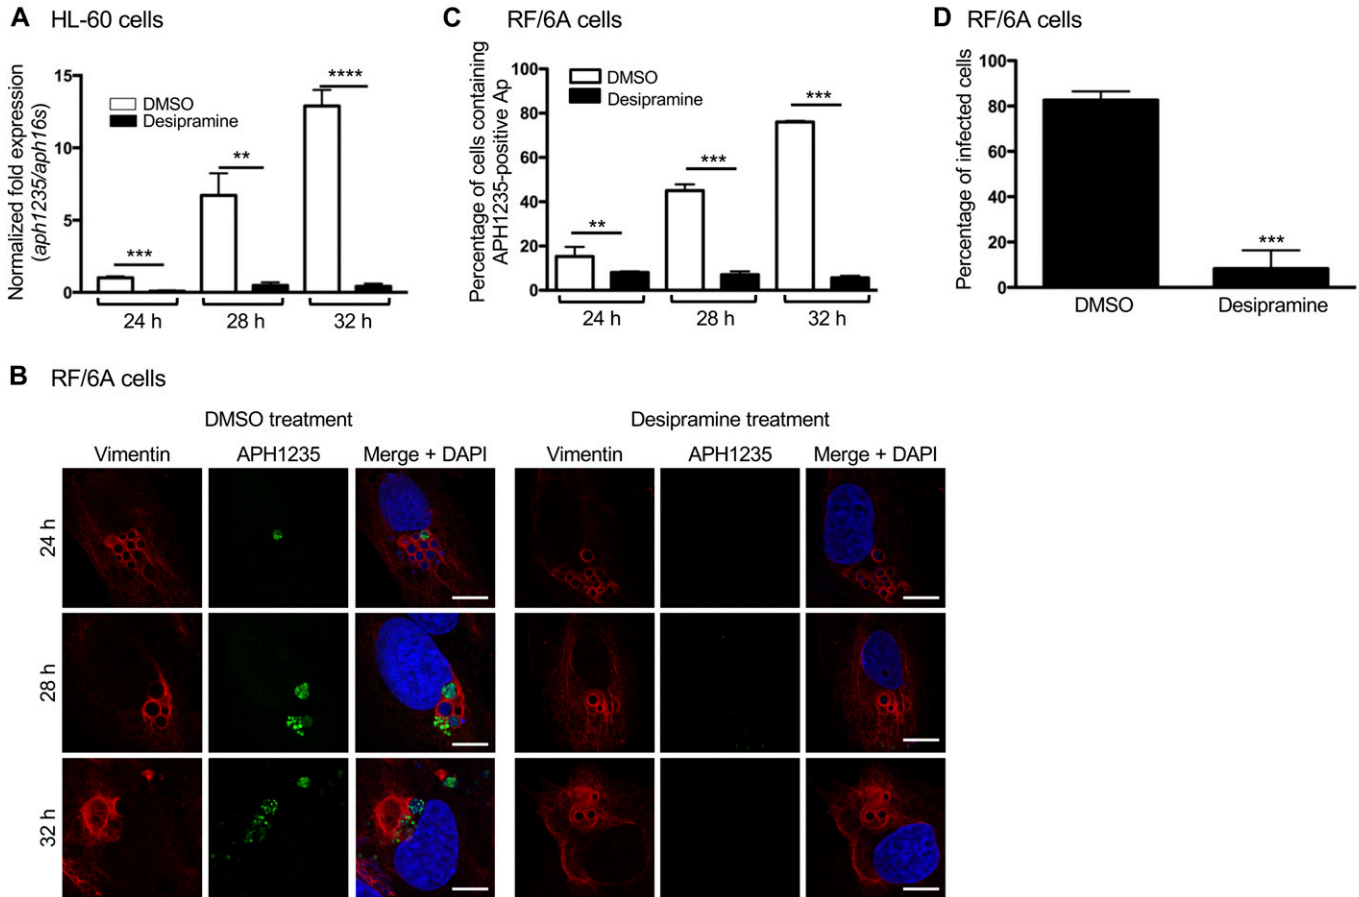 A HL-60 cells
Normalized fold expression
(aph1235/aph16s)
15
10
5
0
DMSO
Desipramine
***
**
****
24 h
28 h
32 h
C RF/6A cells
Percentage of cells containing
APH1235-positive Ap
100
80
60
40
20
0
DMSO
Desipramine
**
***
***
24 h
28 h
32 h
D RF/6A cells
Percentage of infected cells
100
80
60
40
20
0
***
DMSO
Desipramine
B RF/6A cells
DMSO treatment
Desipramine treatment
Vimentin APH1235 Merge + DAPI
Vimentin APH1235 Merge + DAPI
24 h
28 h
32 h